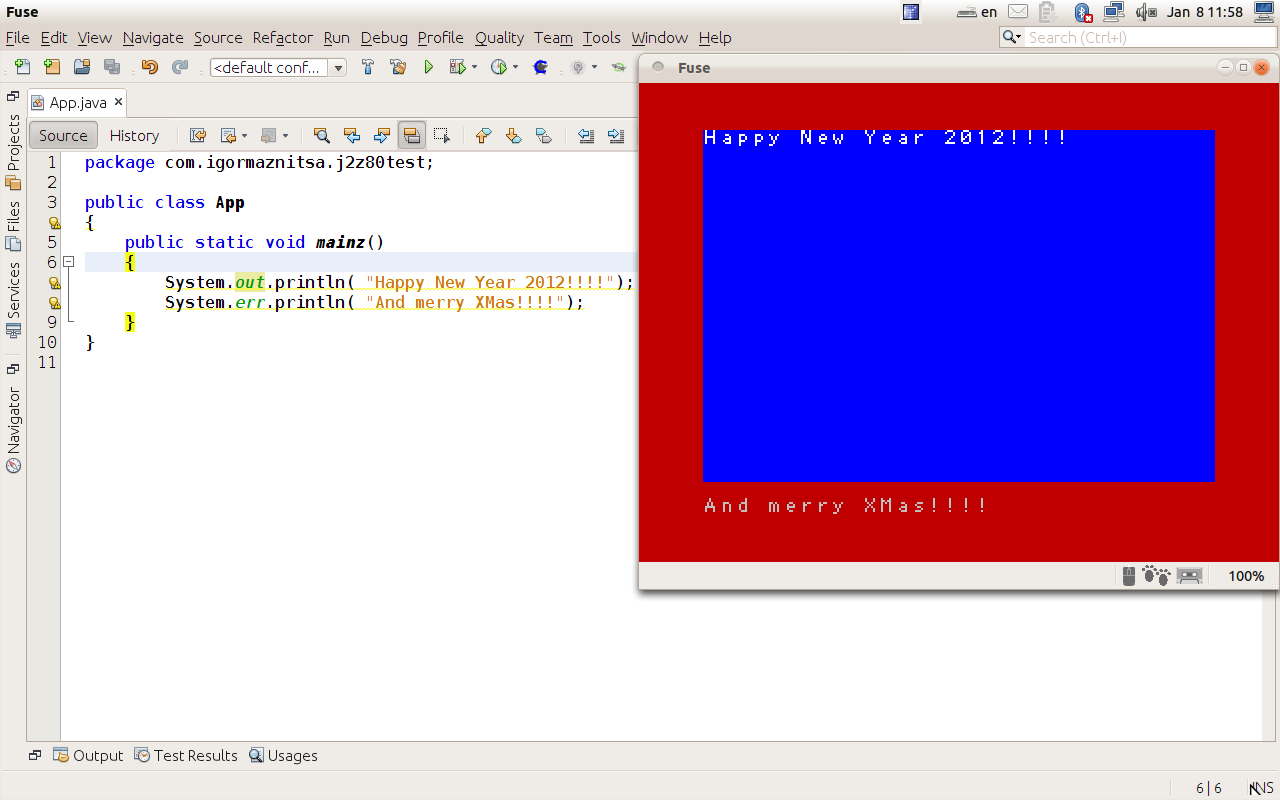 Fuse
en
Jan 8 11:58
File Edit View Navigate Source Refactor Run Debug Profile Quality Team Tools Window Help
Search (Ctrl+I)
<default conf...
Fuse
App.java
Source History
Projects
Files
Services
Navigator
1 package com.igormaznitsa.j2z80test;
2
3 public class App
{
5 public static void mainz()
6 {
System.out.println( "Happy New Year 2012!!!!");
System.err.println( "And merry XMas!!!!");
9 }
10 }
11
Happy New Year 2012!!!!
And merry XMas!!!!
100%
Output Test Results Usages
6 | 6 INS